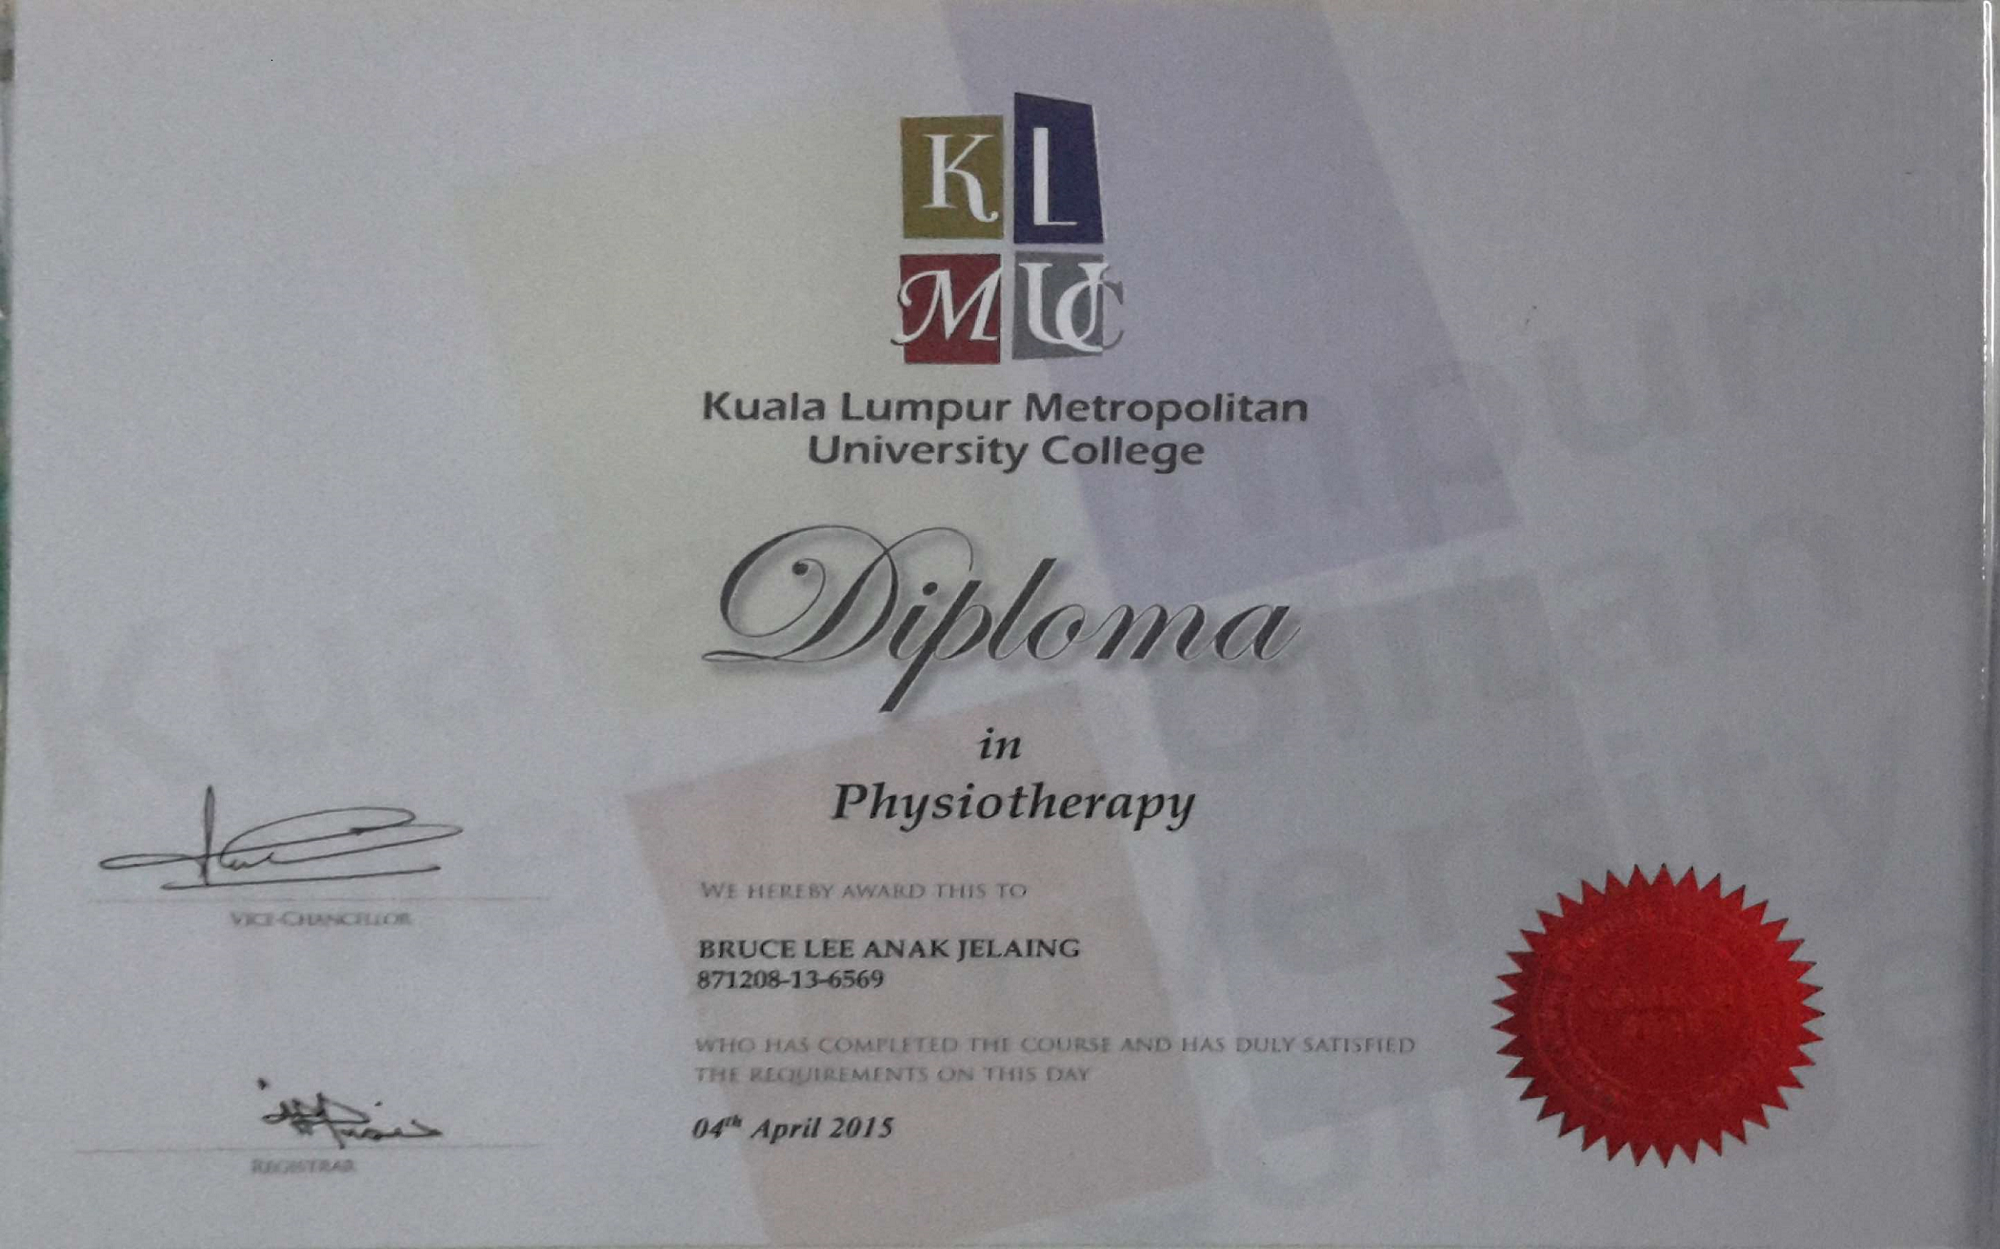 KL
MUC
Kuala Lumpur Metropolitan
University College
Diploma
in
Physiotherapy
WE HEREBY AWARD THIS TO
BRUCE LEE ANAK JELAING
871208-13-6569
WHO HAS COMPLETED THE COURSE AND HAS DULY SATISFIED
THE REQUIREMENTS ON THIS DAY
04th April 2015
VICE-CHANCELLOR
REGISTRAR